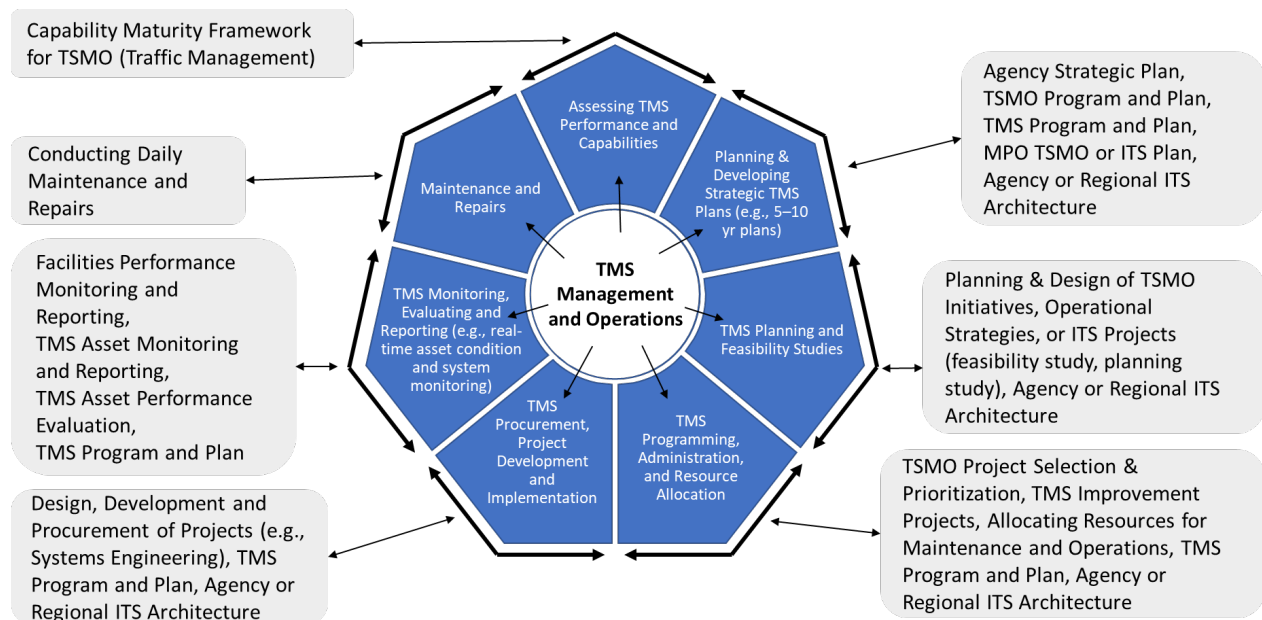 Capability Maturity Framework
for TSMO (Traffic Management)
Agency Strategic Plan,
TSMO Program and Plan,
TMS Program and Plan,
MPO TSMO or ITS Plan,
Agency or Regional ITS
Architecture
Conducting Daily
Maintenance and
Repairs
Planning & Design of TSMO
Initiatives, Operational
Strategies, or ITS Projects
(feasibility study, planning
study), Agency or Regional ITS
Architecture
Facilities Performance
Monitoring and
Reporting,
TMS Asset Monitoring
and Reporting,
TMS Asset Performance
Evaluation,
TMS Program and Plan
TSMO Project Selection &
Prioritization, TMS Improvement
Projects, Allocating Resources for
Maintenance and Operations, TMS
Program and Plan, Agency or
Regional ITS Architecture
Design, Development and
Procurement of Projects (e.g.,
Systems Engineering), TMS
Program and Plan, Agency or
Regional ITS Architecture
Assessing TMS
Performance and
Capabilities
Planning &
Developing
Strategic TMS
Plans (e.g., 5–10
yr plans)
TMS Planning and
Feasibility Studies
TMS
Programming,
Administration,
and Resource
Allocation
TMS
Procurement,
Project
Development
and
Implementation
TMS Monitoring,
Evaluating and
Reporting (e.g., real-
time asset condition
and system
monitoring)
Maintenance and
Repairs
TMS
Management
and Operations